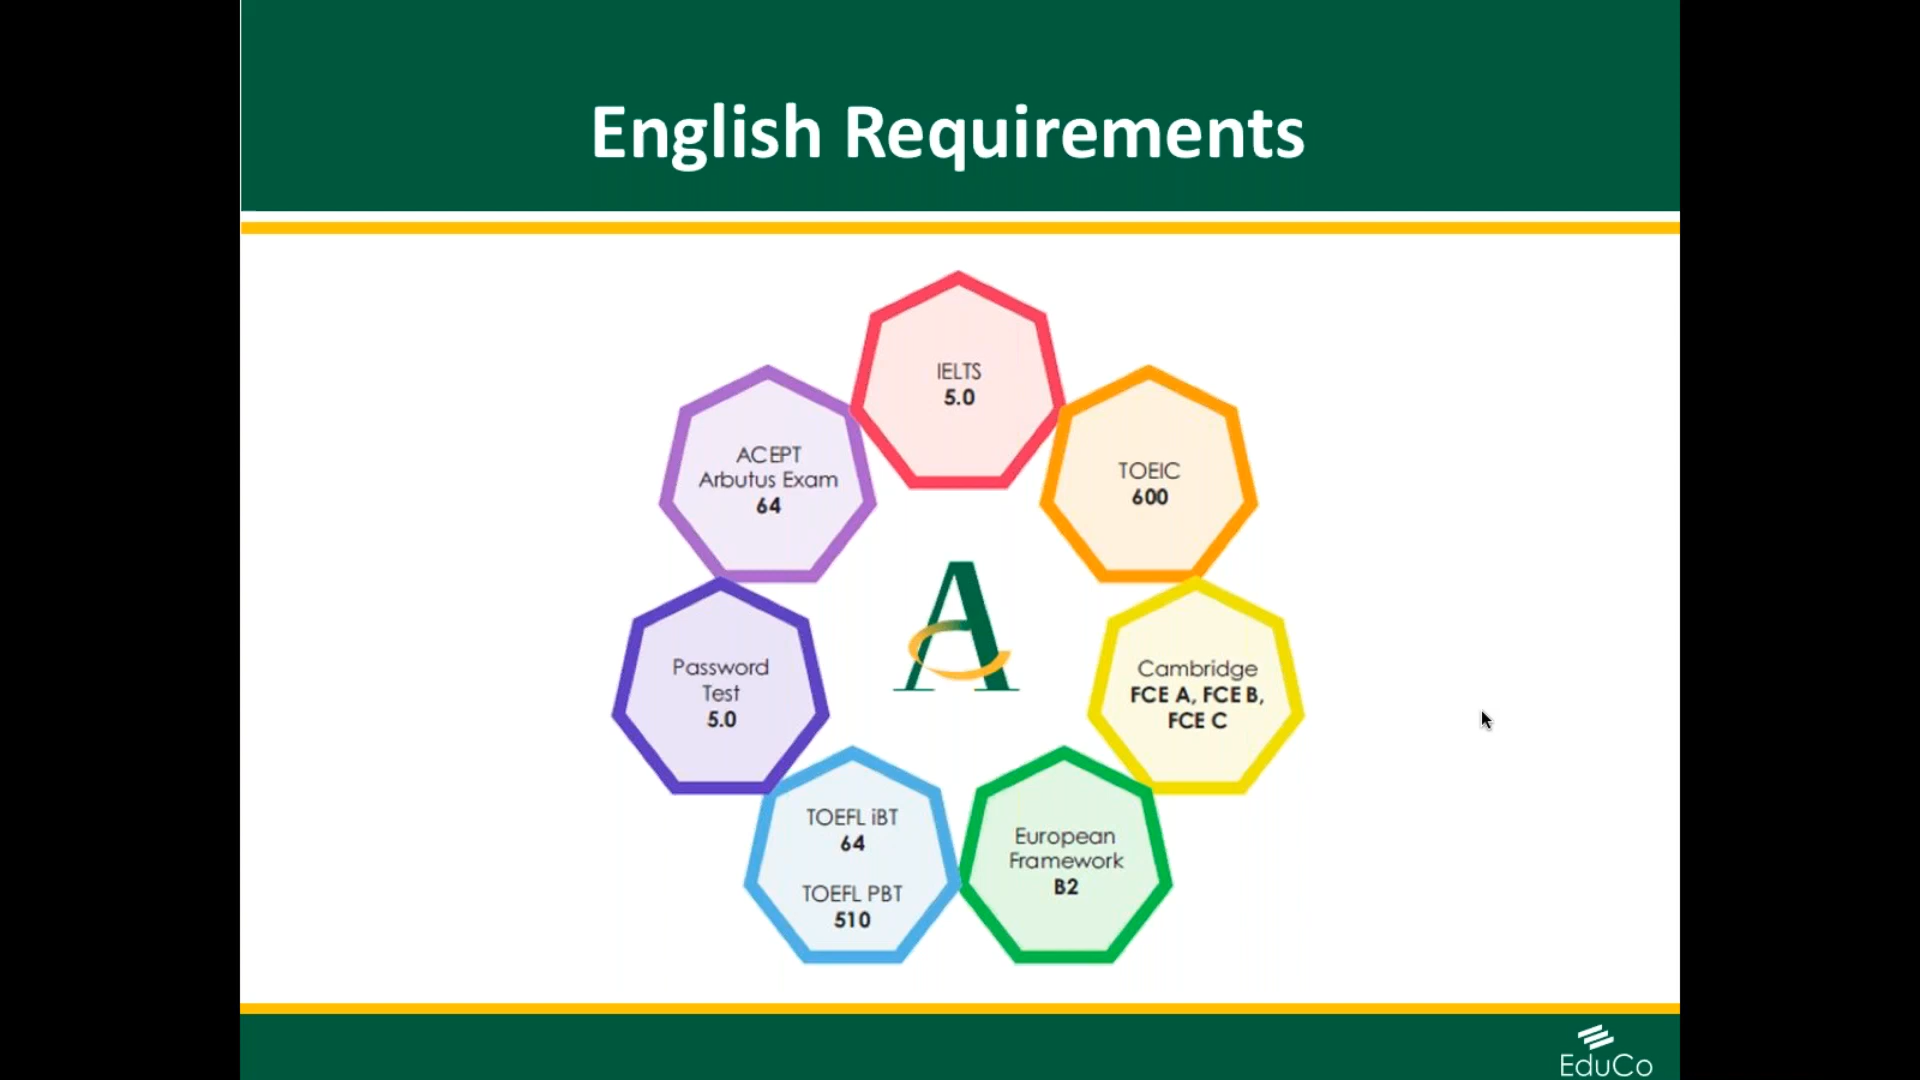 English Requirements
IELTS
5.0
TOEIC
600
Cambridge
FCE A, FCE B,
FCE C
European
Framework
B2
TOEFL iBT
64
TOEFL PBT
510
Password
Test
5.0
ACEPT
Arbutus Exam
64
A
EduCo